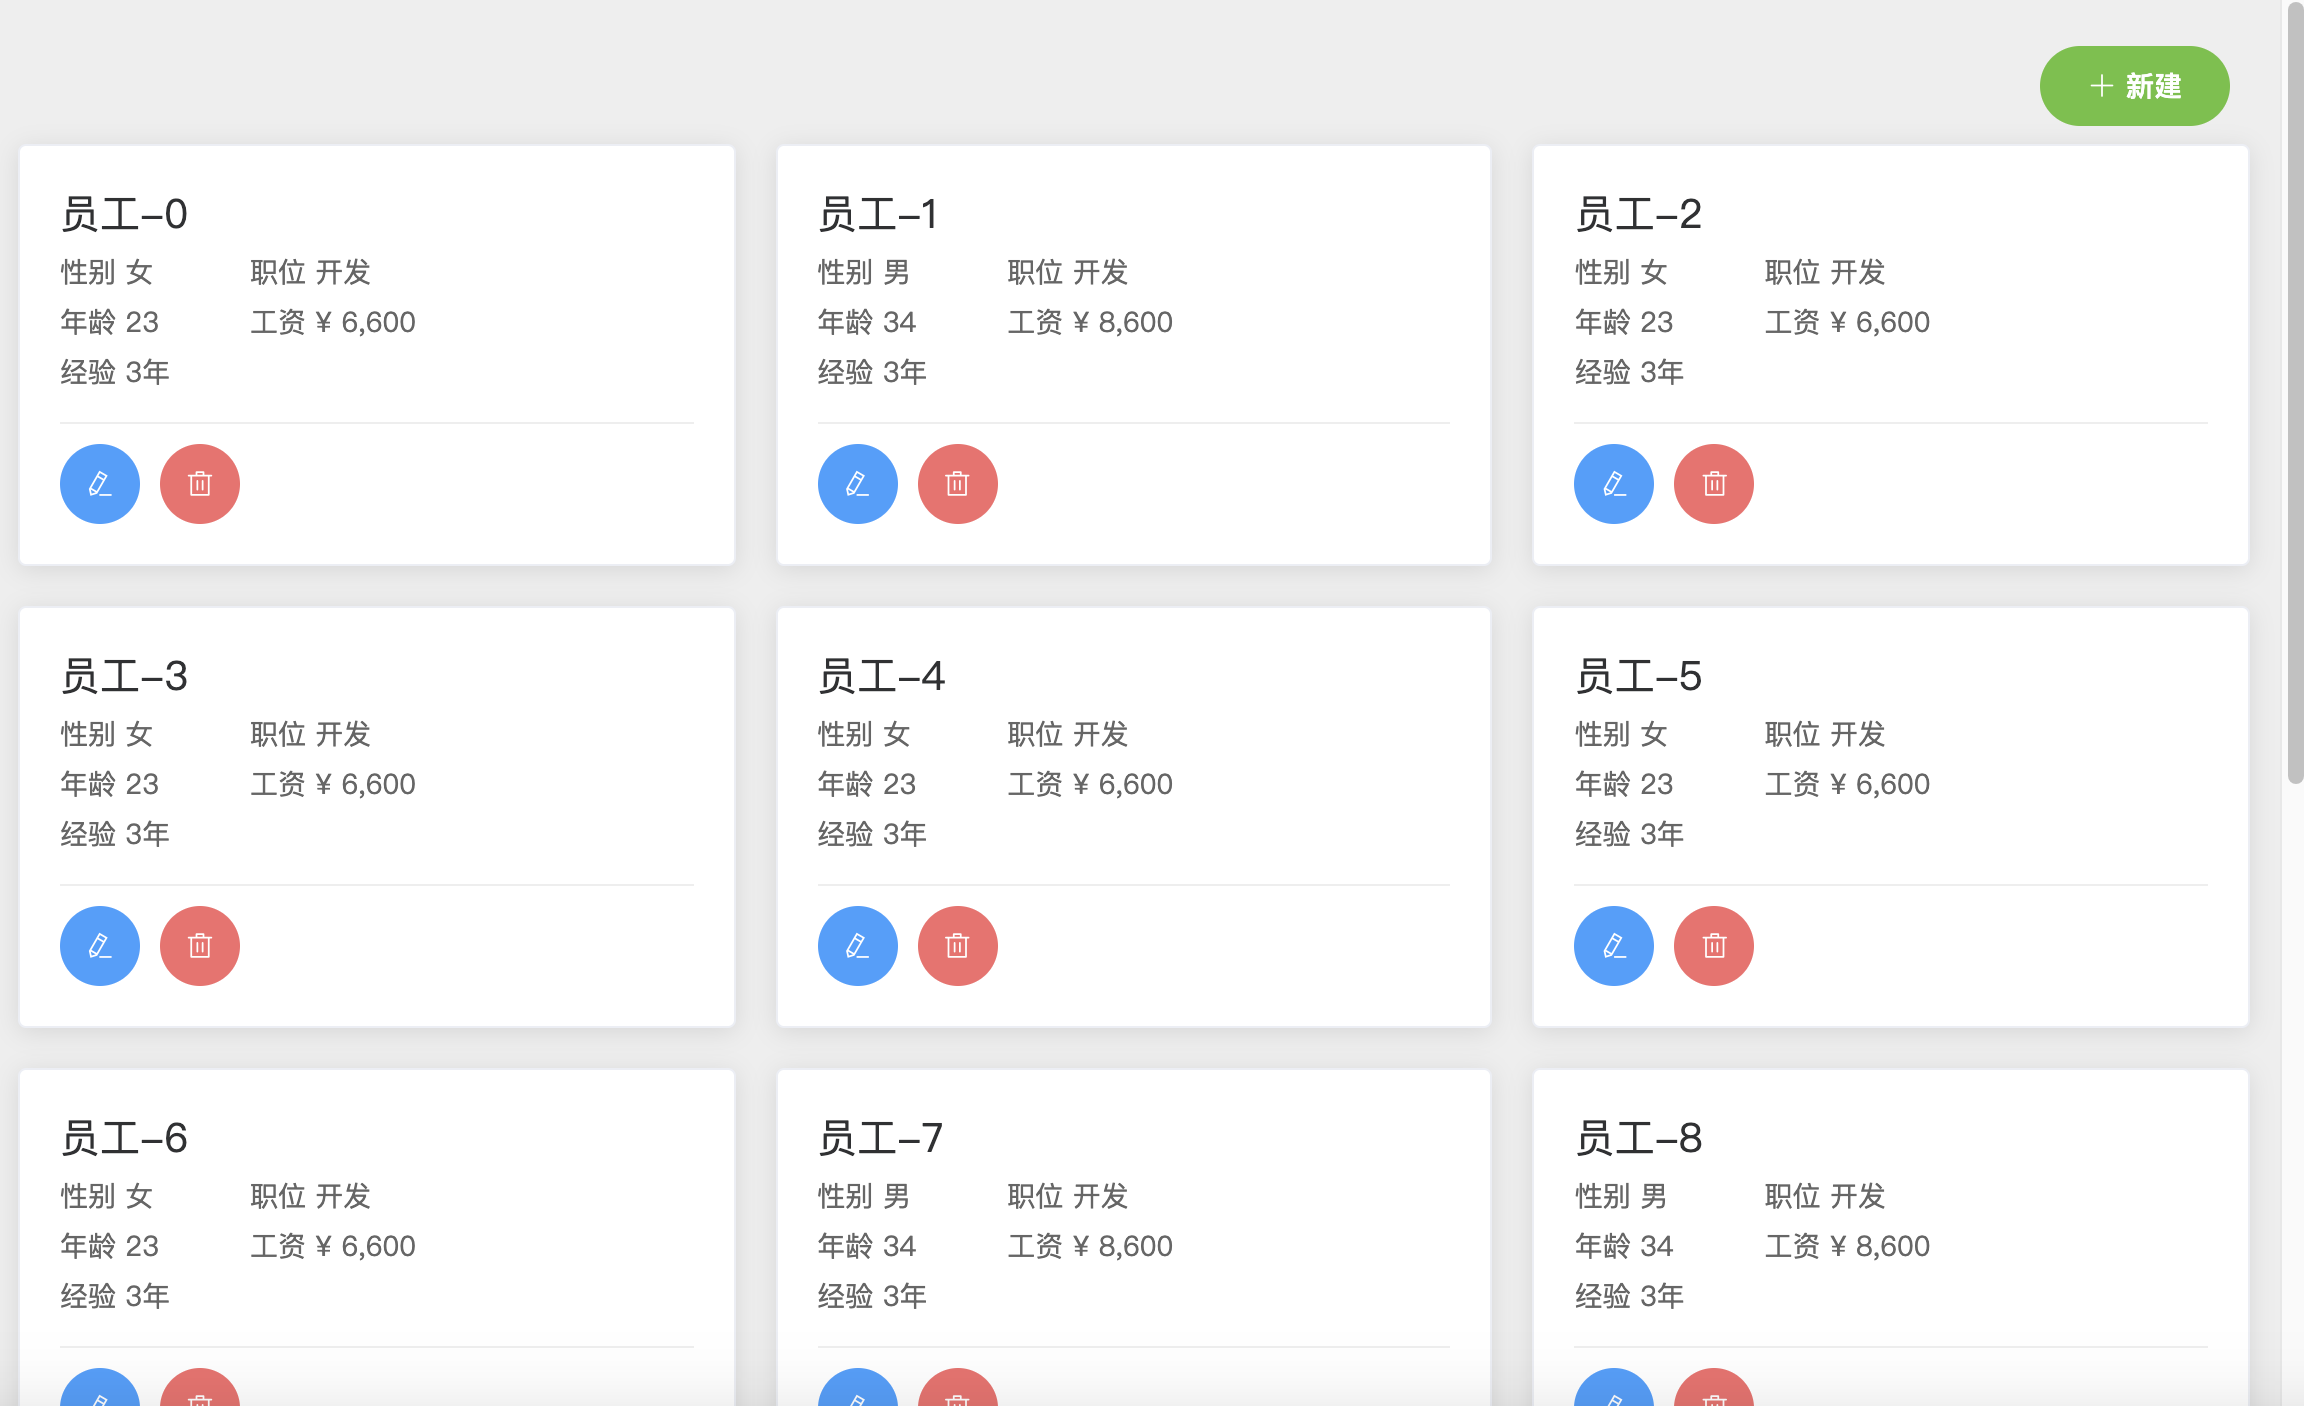 新建
员工-0
性别 女 职位 开发
年龄 23 工资 ¥ 6,600
经验 3年
员工-1
性别 男 职位 开发
年龄 34 工资 ¥ 8,600
经验 3年
员工-2
性别 女 职位 开发
年龄 23 工资 ¥ 6,600
经验 3年
员工-3
性别 女 职位 开发
年龄 23 工资 ¥ 6,600
经验 3年
员工-4
性别 女 职位 开发
年龄 23 工资 ¥ 6,600
经验 3年
员工-5
性别 女 职位 开发
年龄 23 工资 ¥ 6,600
经验 3年
员工-6
性别 女 职位 开发
年龄 23 工资 ¥ 6,600
经验 3年
员工-7
性别 男 职位 开发
年龄 34 工资 ¥ 8,600
经验 3年
员工-8
性别 男 职位 开发
年龄 34 工资 ¥ 8,600
经验 3年